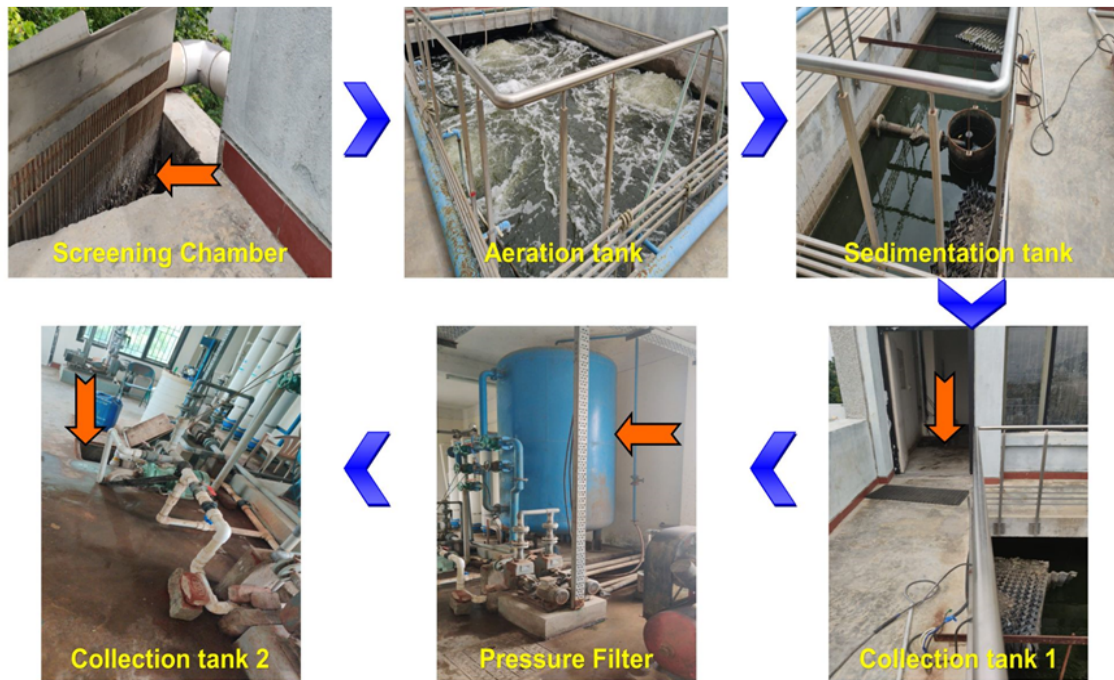 Screening Chamber
Aeration tank
Sedimentation tank
Collection tank 1
Pressure Filter
Collection tank 2